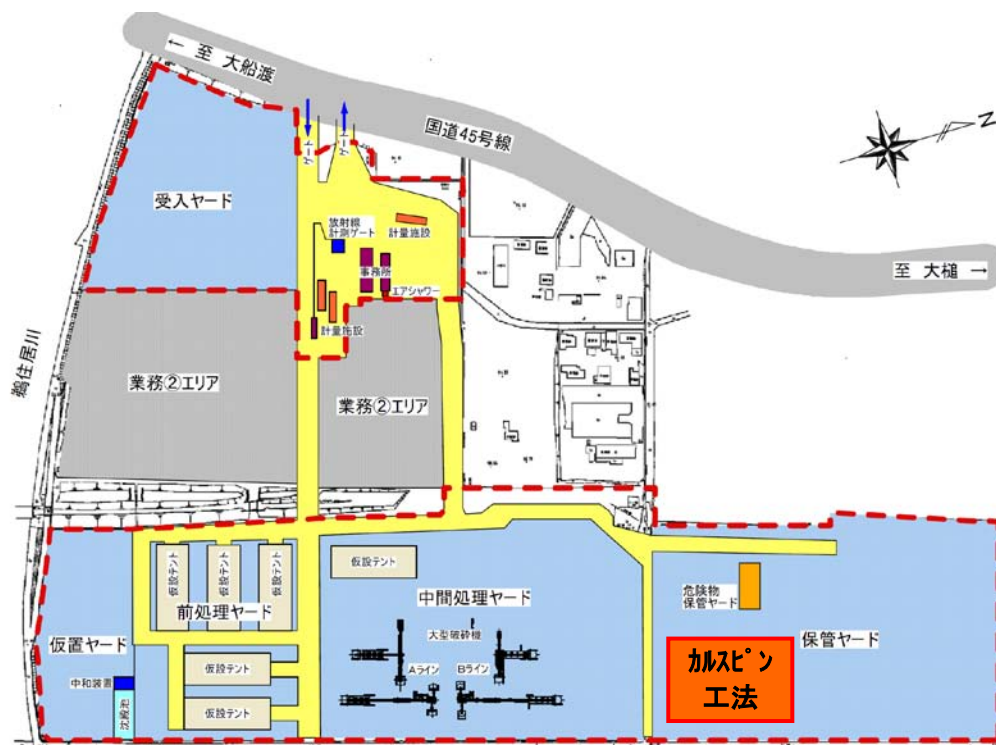 ← 至 大船渡
国道45号線
N
ゲート
ゲート
受入ヤード
放射線
計測ゲート
計量施設
事務所
エアシャワー
計量施設
至 大槌 →
鵜住居川
業務②エリア
業務②エリア
仮設テント
仮設テント
仮設テント
仮設テント
前処理ヤード
中間処理ヤード
危険物
保管ヤード
仮置ヤード
大型破砕機
保管ヤード
Aライン
Bライン
仮設テント
中和装置
沈殿池
仮設テント
カルスピン
工法